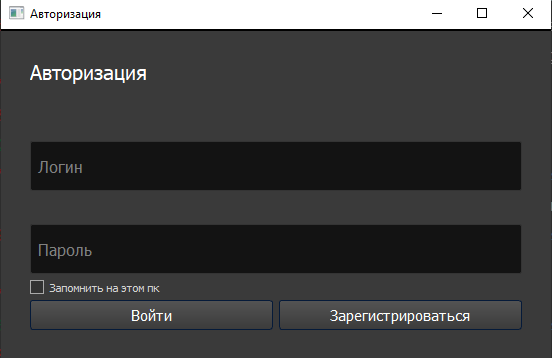 Авторизация
Авторизация
Логин
Пароль
Запомнить на этом пк
Войти Зарегистрироваться